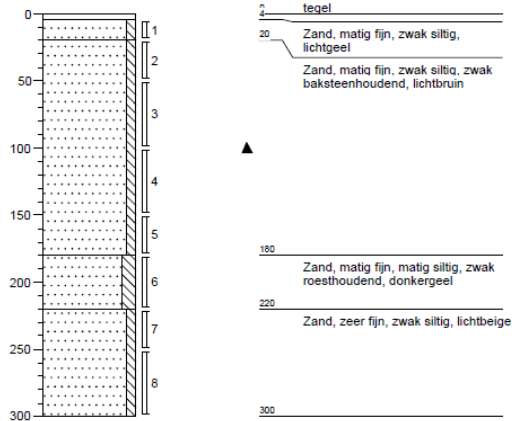 0
50
100
150
200
250
300
1
2
3
4
5
6
7
8
tegel
4
Zand, matig fijn, zwak siltig,
lichtgeel
20
Zand, matig fijn, zwak siltig, zwak
baksteenhoudend, lichtbruin
180
Zand, matig fijn, matig siltig, zwak
roesthoudend, donkergeel
220
Zand, zeer fijn, zwak siltig, lichtbeige
300